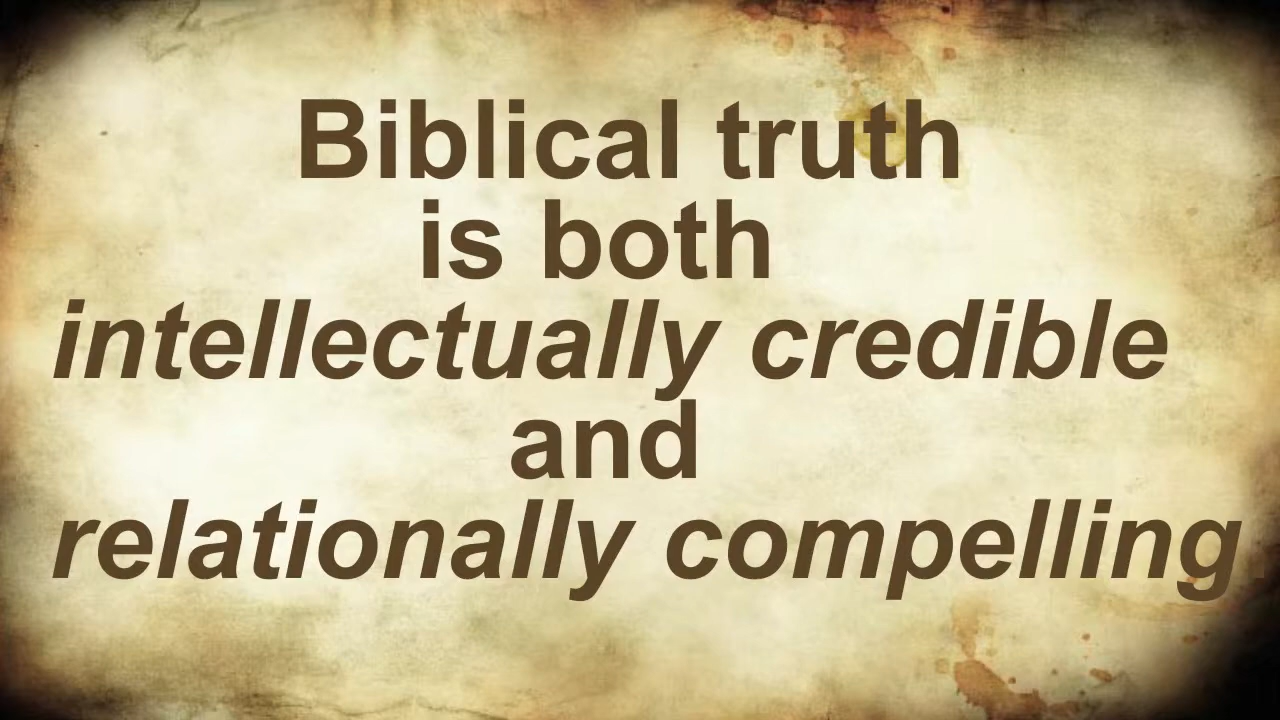 Biblical truth
is both
intellectually credible
and
relationally compelling